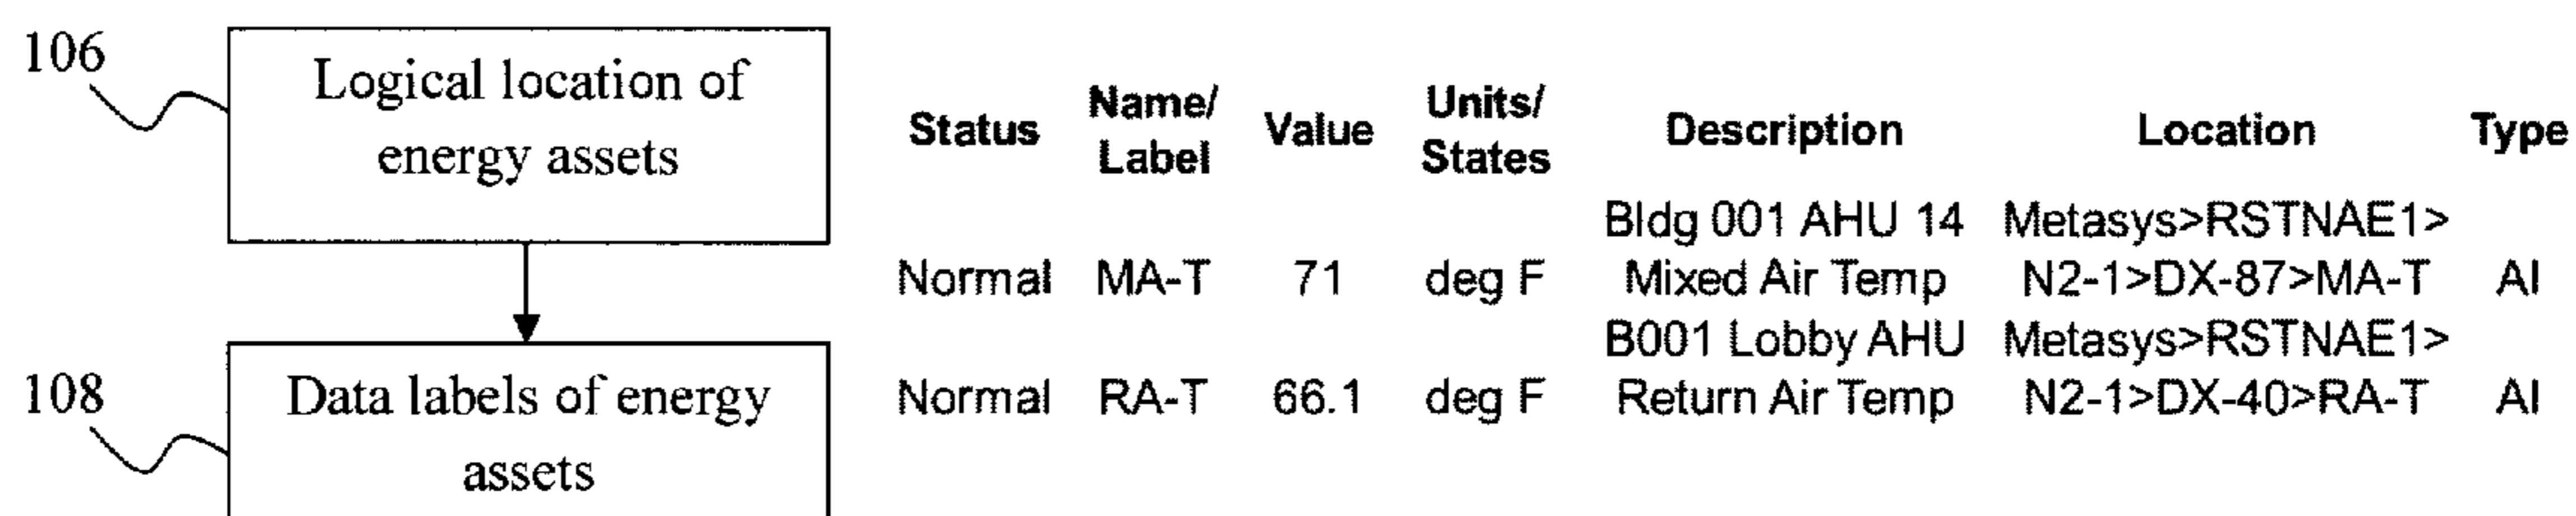 106
Logical location of
energy assets
108
Data labels of energy
assets
Status Name/ Label Value Units/ States Description Location Type
Bldg 001 AHU 14 Metasys>RSTNAE1>
Normal MA-T 71 deg F Mixed Air Temp N2-1>DX-87>MA-T AI
B001 Lobby AHU Metasys>RSTNAE1>
Normal RA-T 66.1 deg F Return Air Temp N2-1>DX-40>RA-T AI